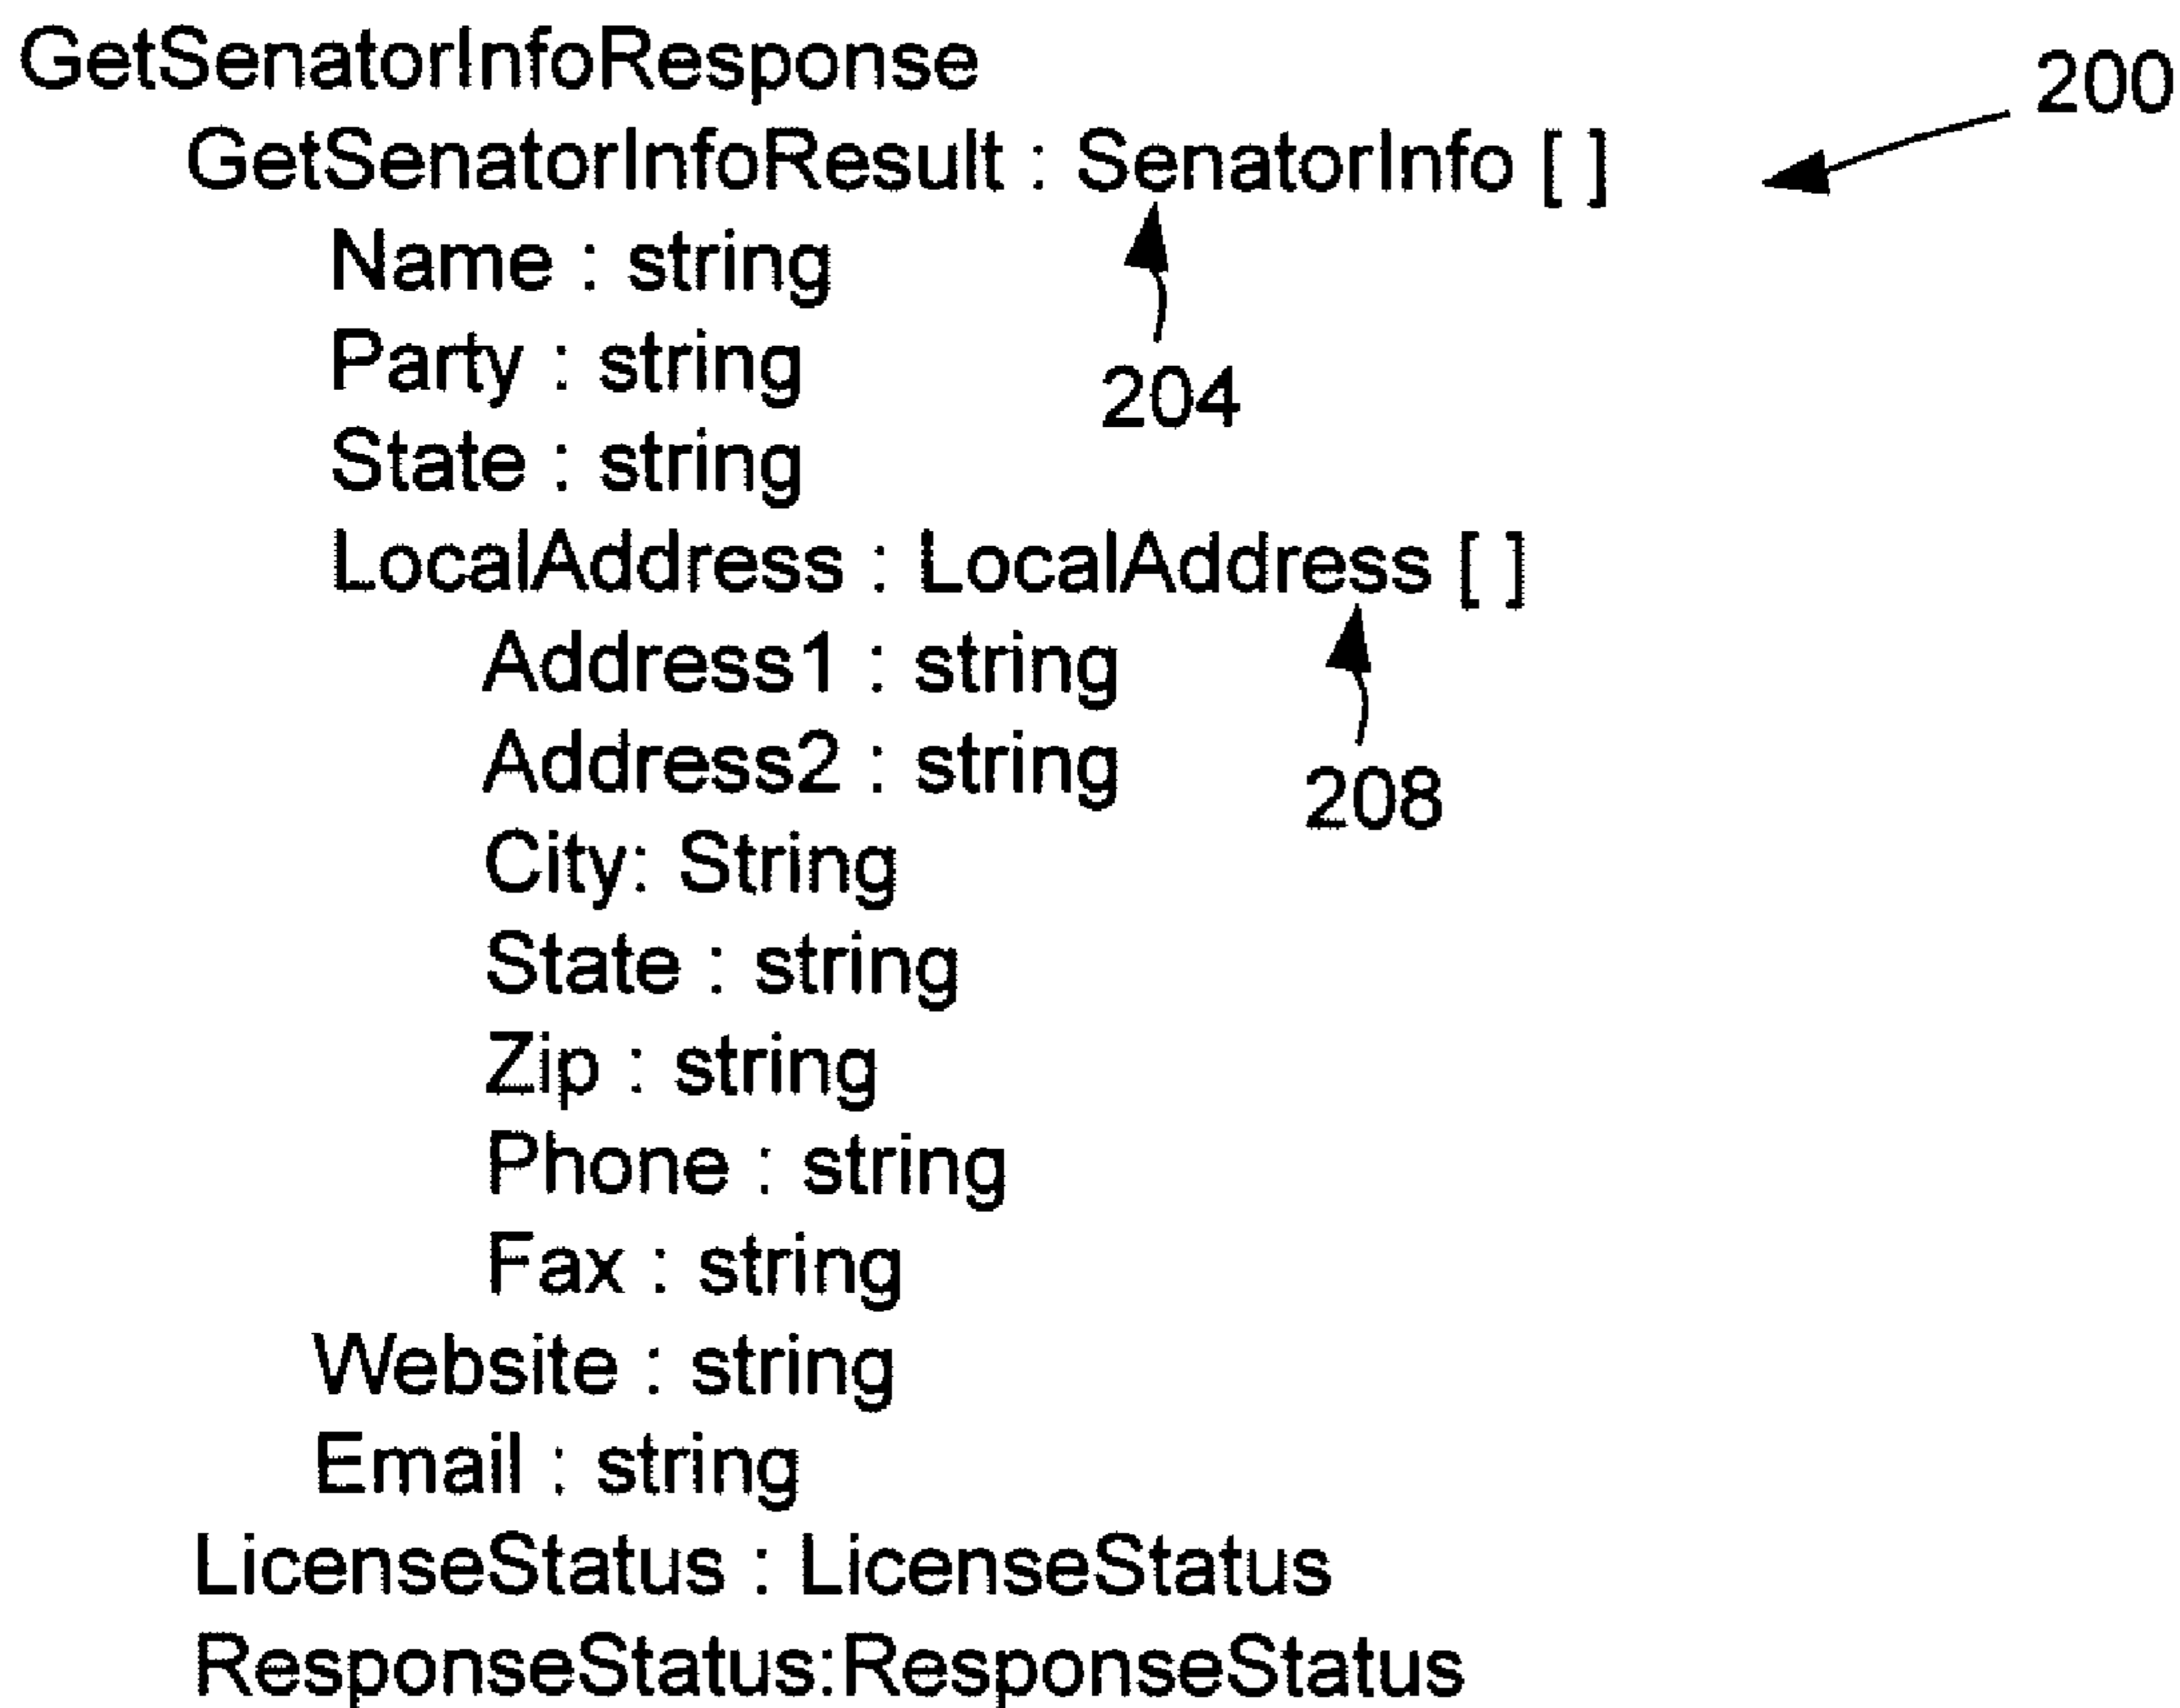 GetSenatorInfoResponse
200
GetSenatorInfoResult : SenatorInfo [ ]
Name : string
Party : string
204
State : string
LocalAddress : LocalAddress [ ]
Address1 : string
Address2 : string
208
City: String
State : string
Zip : string
Phone : string
Fax : string
Website : string
Email : string
LicenseStatus : LicenseStatus
ResponseStatus:ResponseStatus